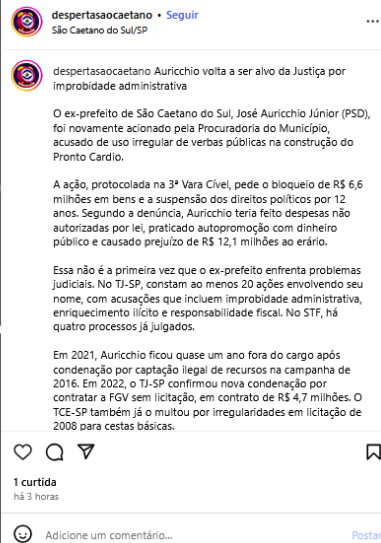 despertasaocaetano • Seguir
São Caetano do Sul/SP
despertasaocaetano Auricchio volta a ser alvo da Justiça por
improbidade administrativa
O ex-prefeito de São Caetano do Sul, José Auricchio Júnior (PSD),
foi novamente acionado pela Procuradoria do Município,
acusado de uso irregular de verbas públicas na construção do
Pronto Cardio.
A ação, protocolada na 3ª Vara Cível, pede o bloqueio de R$ 6,6
milhões em bens e a suspensão dos direitos políticos por 12
anos. Segundo a denúncia, Auricchio teria feito despesas não
autorizadas por lei, praticado autopromoção com dinheiro
público e causado prejuízo de R$ 12,1 milhões ao erário.
Essa não é a primeira vez que o ex-prefeito enfrenta problemas
judiciais. No TJ-SP, constam ao menos 20 ações envolvendo seu
nome, com acusações que incluem improbidade administrativa,
enriquecimento ilícito e responsabilidade fiscal. No STF, há
quatro processos já julgados.
Em 2021, Auricchio ficou quase um ano fora do cargo após
condenação por captação ilegal de recursos na campanha de
2016. Em 2022, o TJ-SP confirmou nova condenação por
contratar a FGV sem licitação, em contrato de R$ 4,7 milhões. O
TCE-SP também já o multou por irregularidades em licitação de
2008 para cestas básicas.
1 curtida
há 3 horas
Adicione um comentário...
Postar